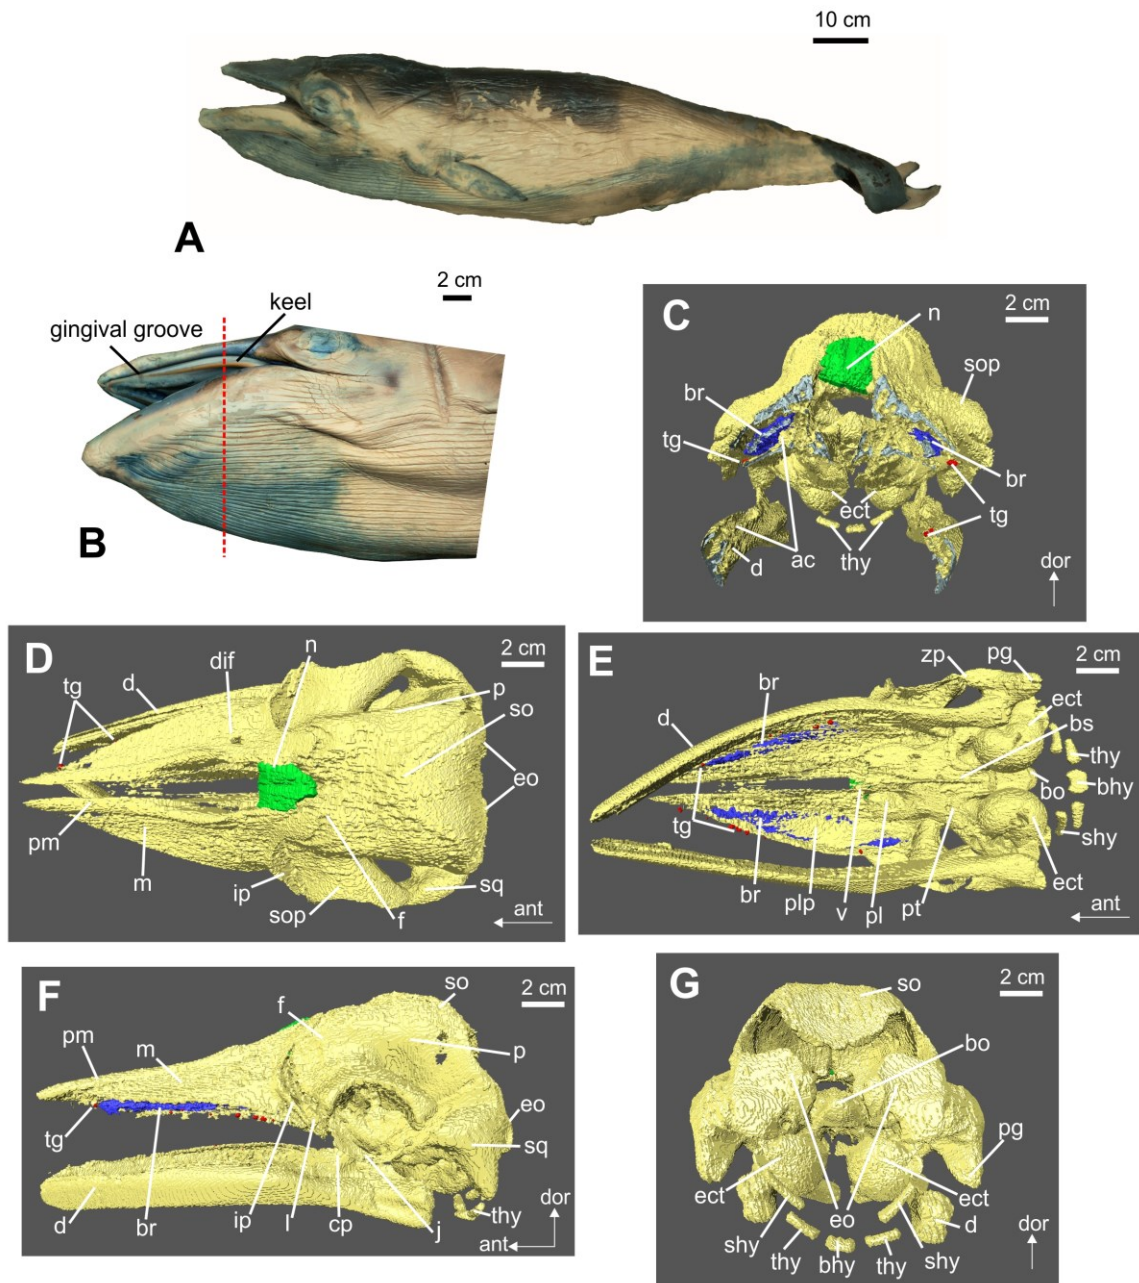 10 cm
A
2 cm
keel
gingival groove
B
C
2 cm
n
sop
br
tg
br
ect
tg
d
ac
thy
dor
D
n
2 cm
dif
d
tg
p
so
eo
pm
m
ip
sop
f
sq
ant
E
zp
pg
2 cm
br
ect
d
bs
thy
bo
bhy
tg
shy
br
plp
v
pl
pt
ect
ant
F
so
2 cm
f
m
pm
p
eo
tg
sq
d
br
ip
l
cp
j
thy
dor
ant
G
so
2 cm
bo
pg
ect
ect
eo
d
shy
shy
thy
bhy
thy
dor